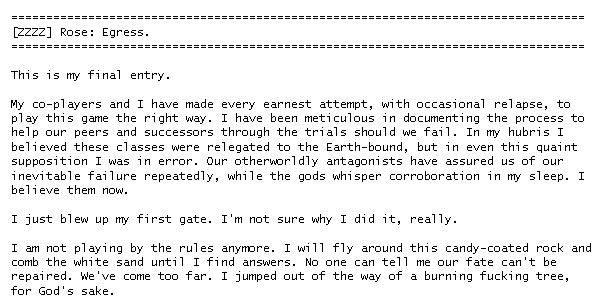 ==================================================================================
[ZZZZ] Rose: Egress.
==================================================================================
This is my final entry.
My co-players and I have made every earnest attempt, with occasional relapse, to
play this game the right way. I have been meticulous in documenting the process to
help our peers and successors through the trials should we fail. In my hubris I
believed these classes were relegated to the Earth-bound, but in even this quaint
supposition I was in error. Our otherworldly antagonists have assured us of our
inevitable failure repeatedly, while the gods whisper corroboration in my sleep. I
believe them now.
I just blew up my first gate. I'm not sure why I did it, really.
I am not playing by the rules anymore. I will fly around this candy-coated rock and
comb the white sand until I find answers. No one can tell me our fate can't be
repaired. We've come too far. I jumped out of the way of a burning fucking tree,
for God's sake.